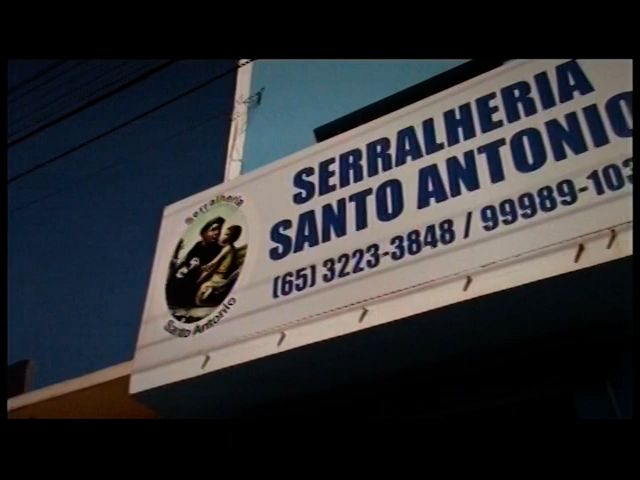 SERRALHERIA
SANTO ANTONIO
(65) 3223-3848 / 99989-103
Serralheria
Santo Antonio